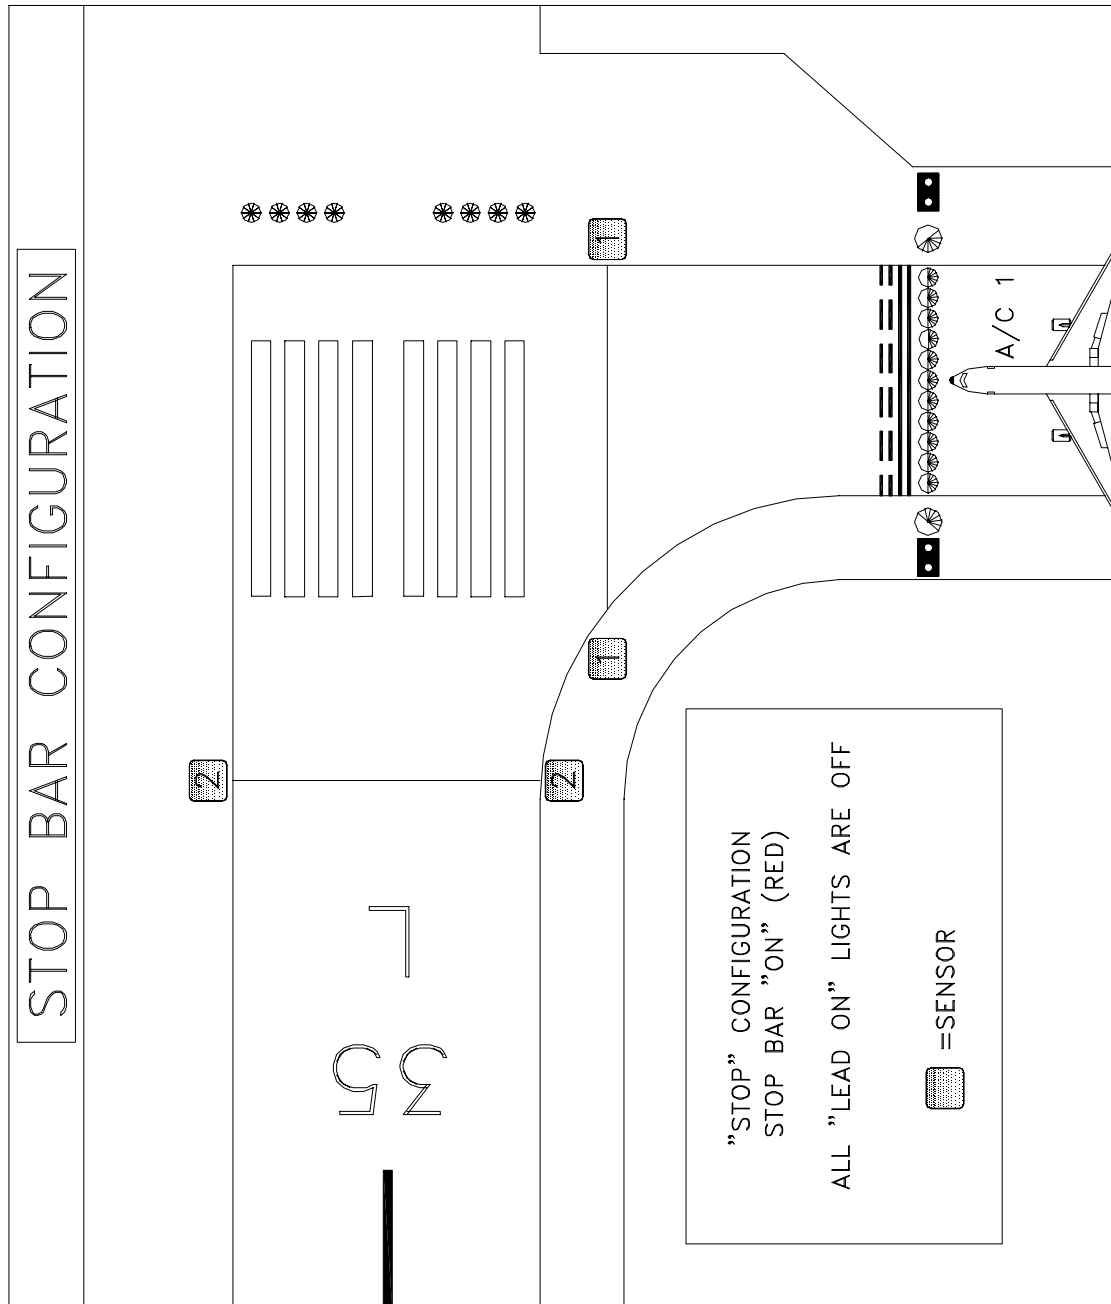 STOP BAR CONFIGURATION
1
A/C 1
1
2
2
35
L
"STOP" CONFIGURATION
STOP BAR "ON" (RED)
ALL "LEAD ON" LIGHTS ARE OFF
=SENSOR